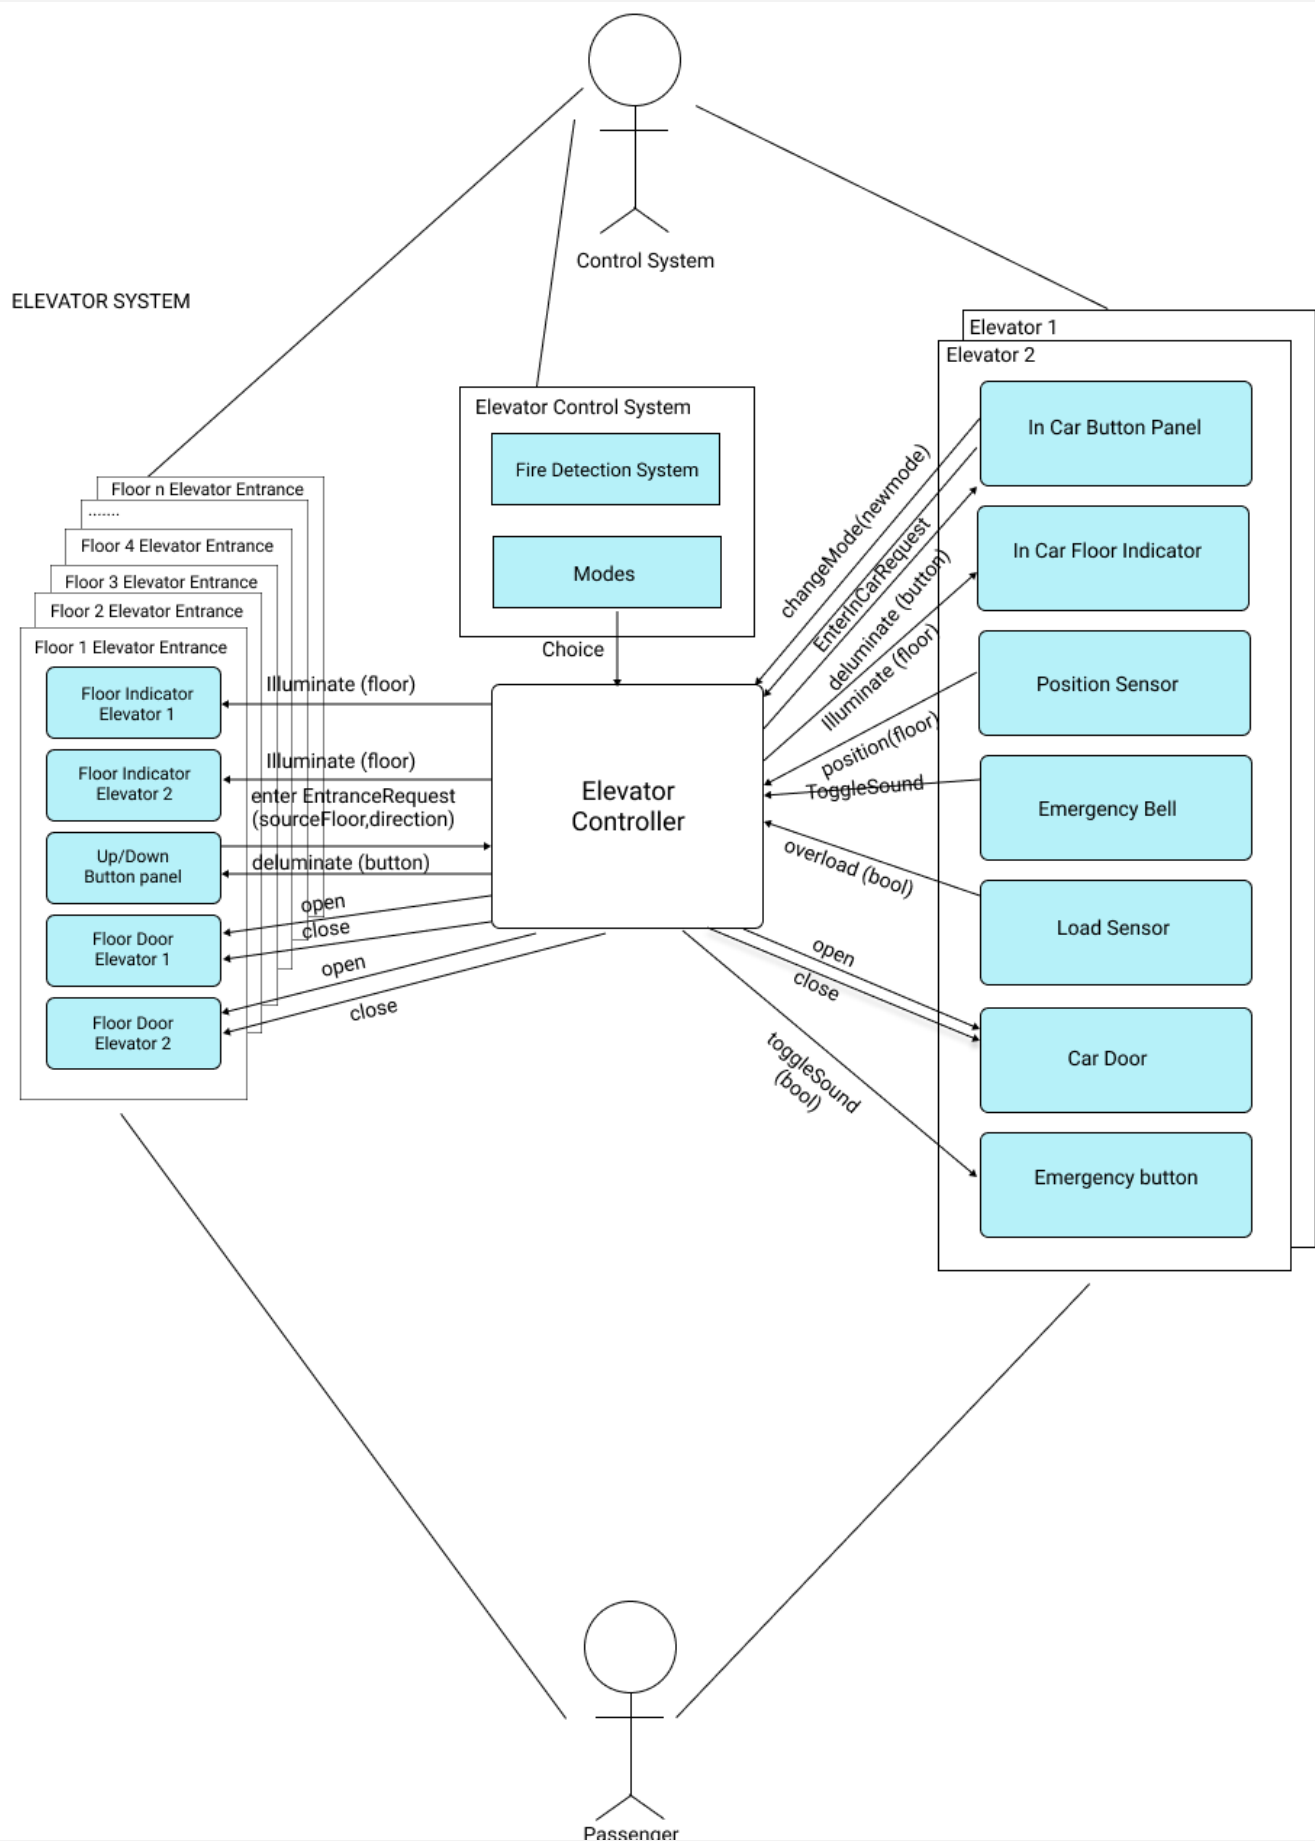 Control System
ELEVATOR SYSTEM
Elevator 1
Elevator 2
In Car Button Panel
In Car Floor Indicator
Position Sensor
Emergency Bell
Load Sensor
Car Door
Emergency button
Elevator Control System
Fire Detection System
Modes
Choice
Floor n Elevator Entrance
.......
Floor 4 Elevator Entrance
Floor 3 Elevator Entrance
Floor 2 Elevator Entrance
Floor 1 Elevator Entrance
Floor Indicator
Elevator 1
Floor Indicator
Elevator 2
Up/Down
Button panel
Floor Door
Elevator 1
Floor Door
Elevator 2
Illuminate (floor)
Illuminate (floor)
enter EntranceRequest
(sourceFloor,direction)
deluminate (button)
open
close
open
close
Elevator
Controller
changeMode(newmode)
EnterInCarRequest
deluminate (button)
Illuminate (floor)
position(floor)
ToggleSound
overload (bool)
open
close
toggleSound
(bool)
Passenger